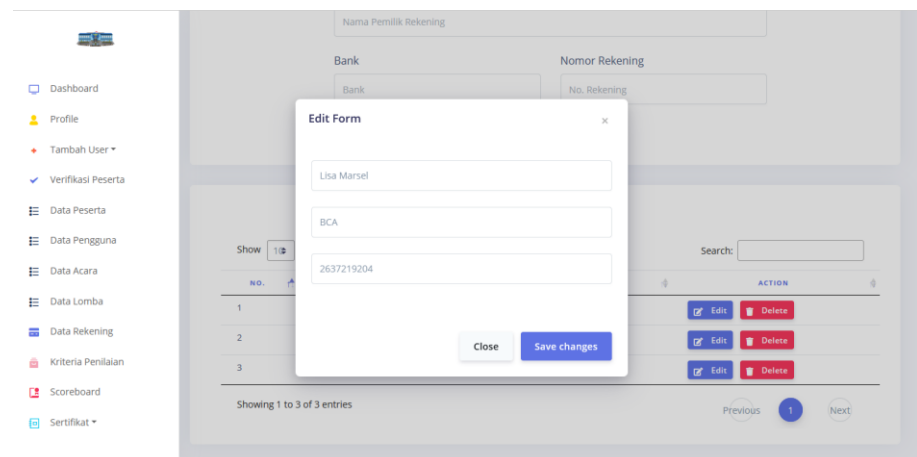 Dashboard
Profile
Tambah User
Verifikasi Peserta
Data Peserta
Data Pengguna
Data Acara
Data Lomba
Data Rekening
Kriteria Penilaian
Scoreboard
Sertifikat
Nama Pemilik Rekening
Bank Nomor Rekening
Bank No. Rekening
Edit Form ×
Lisa Marsel
BCA
2637219204
Close Save changes
Show 10 Search:
NO. ACTION
1 Edit Delete
2 Edit Delete
3 Edit Delete
Showing 1 to 3 of 3 entries
Previous 1 Next